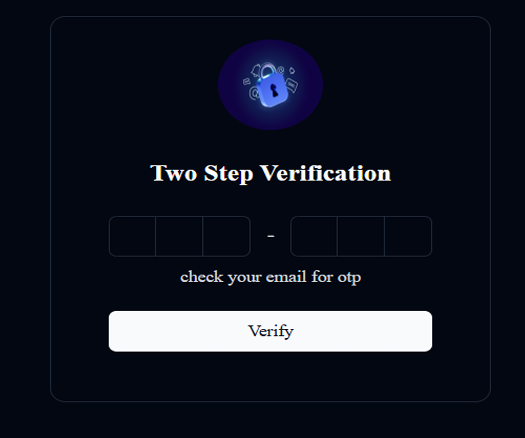 Two Step Verification
-
check your email for otp
Verify